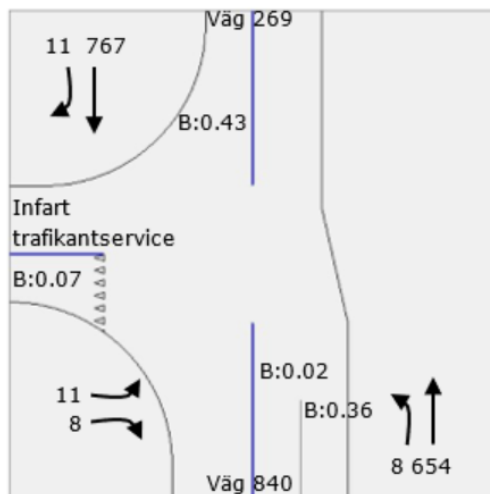 Väg 269
11 767
B:0.43
Infart
trafikantservice
B:0.07
B:0.02
11
B:0.36
8
8 654
Väg 840